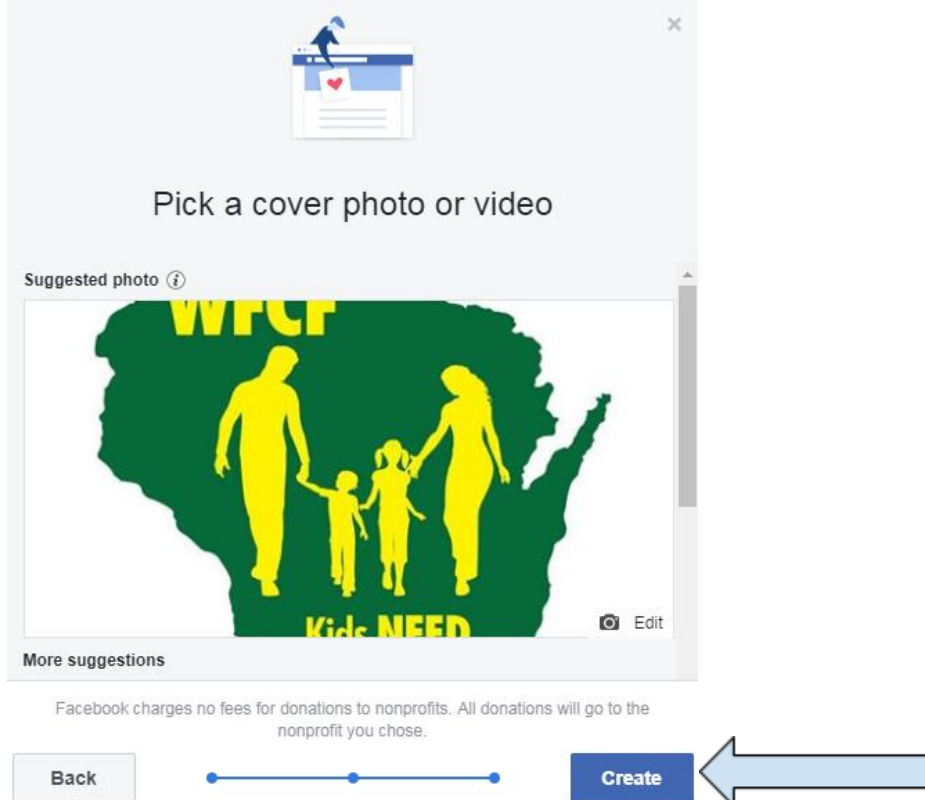 Pick a cover photo or video
Suggested photo
WFCF
Kids NEED
Edit
More suggestions
Facebook charges no fees for donations to nonprofits. All donations will go to the
nonprofit you chose.
Back
Create